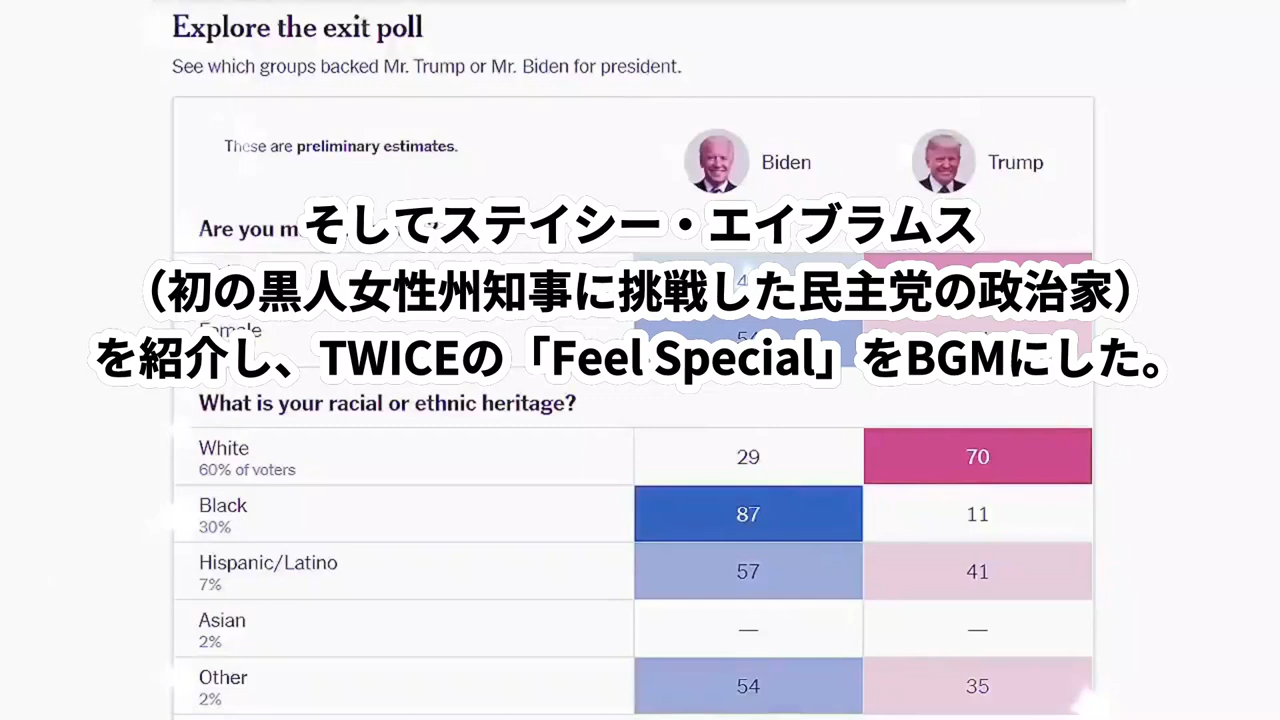 Explore the exit poll
See which groups backed Mr. Trump or Mr. Biden for president.
These are preliminary estimates.
Biden
Trump
そしてステイシー・エイブラムス
（初の黒人女性州知事に挑戦した民主党の政治家）
を紹介し、TWICEの「Feel Special」をBGMにした。
Are you
What is your racial or ethnic heritage?
White 29 70
60% of voters
Black 87 11
30%
Hispanic/Latino 57 41
7%
Asian — —
2%
Other 54 35
2%